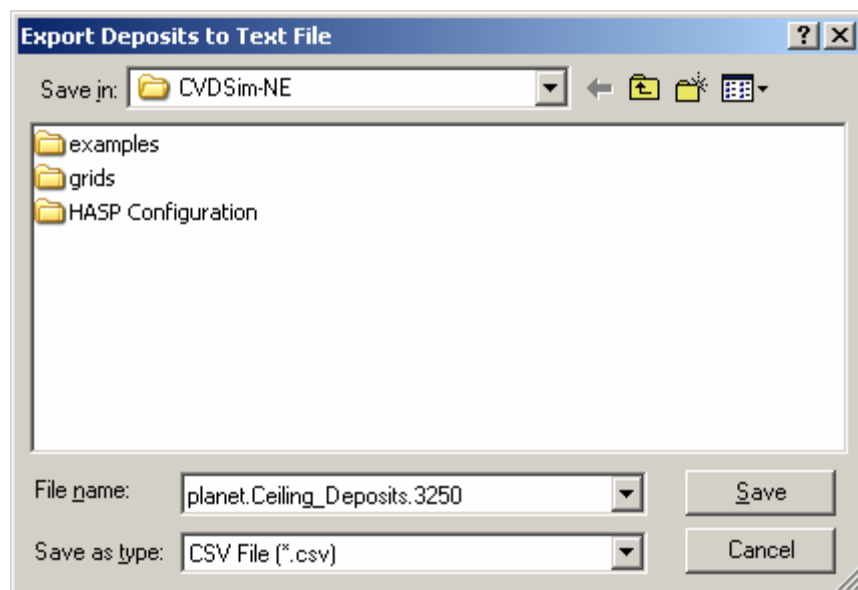 Export Deposits to Text File
Save in: CVDSim-NE
examples
grids
HASP Configuration
File name: planet.Ceiling_Deposits.3250 Save
Save as type: CSV File (*.csv) Cancel